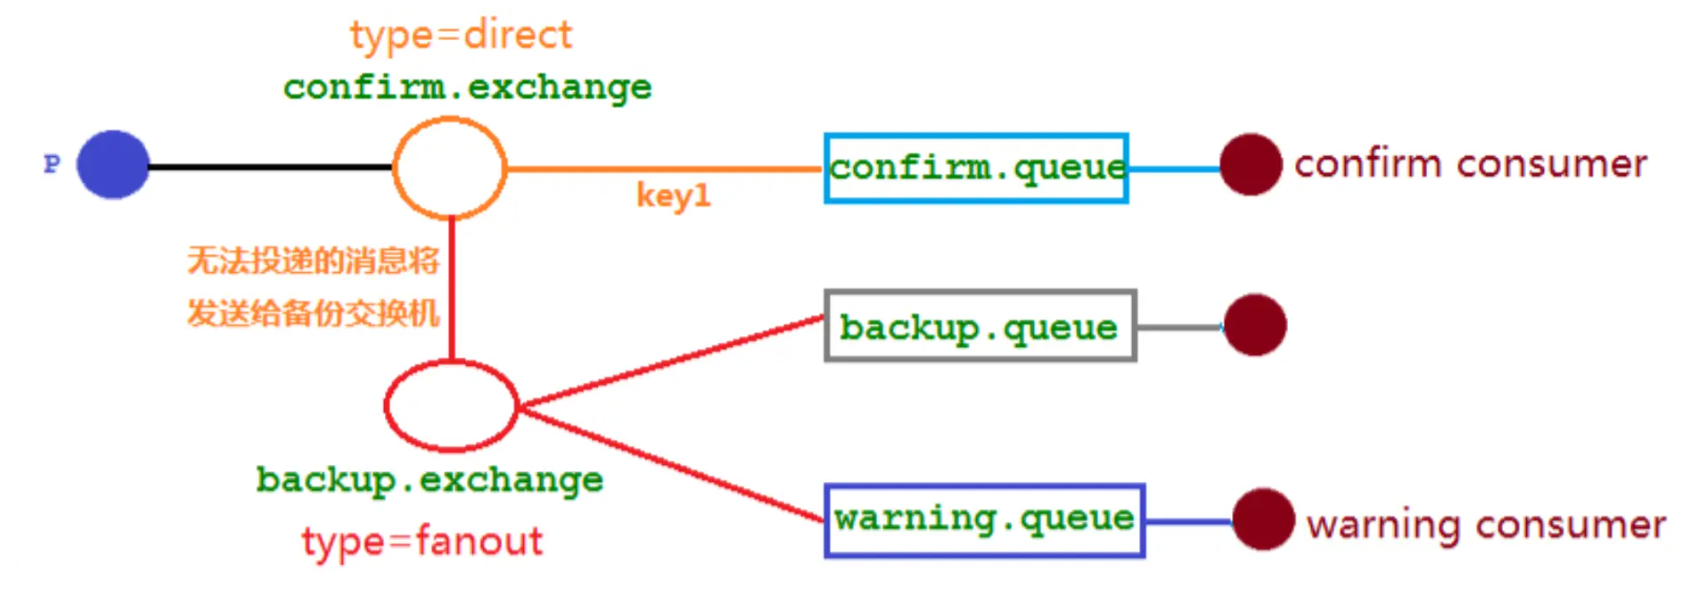 type=direct
confirm.exchange
P
key1
confirm.queue
confirm consumer
无法投递的消息将
发送给备份交换机
backup.queue
backup.exchange
type=fanout
warning.queue
warning consumer